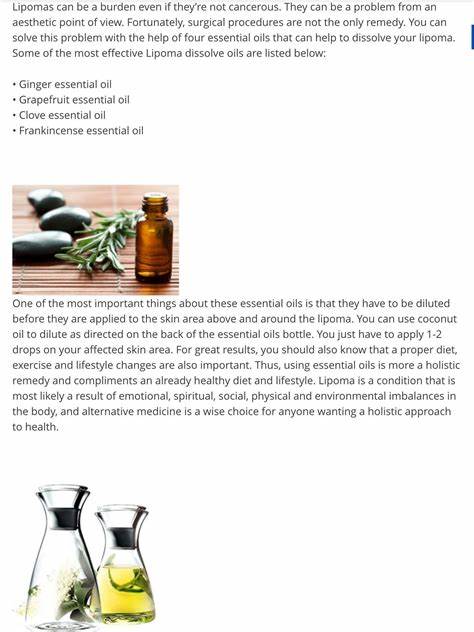 Lipomas can be a burden even if they’re not cancerous. They can be a problem from an
aesthetic point of view. Fortunately, surgical procedures are not the only remedy. You can
solve this problem with the help of four essential oils that can help to dissolve your lipoma.
Some of the most effective Lipoma dissolve oils are listed below:
• Ginger essential oil
• Grapefruit essential oil
• Clove essential oil
• Frankincense essential oil
One of the most important things about these essential oils is that they have to be diluted
before they are applied to the skin area above and around the lipoma. You can use coconut
oil to dilute as directed on the back of the essential oils bottle. You just have to apply 1-2
drops on your affected skin area. For great results, you should also know that a proper diet,
exercise and lifestyle changes are also important. Thus, using essential oils is more a holistic
remedy and compliments an already healthy diet and lifestyle. Lipoma is a condition that is
most likely a result of emotional, spiritual, social, physical and environmental imbalances in
the body, and alternative medicine is a wise choice for anyone wanting a holistic approach
to health.